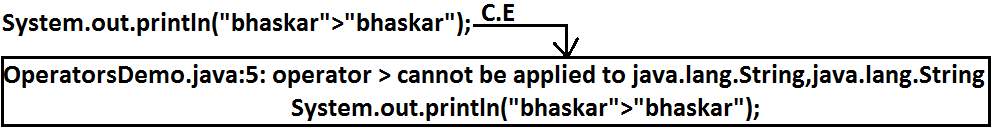 System.out.println("bhaskar">"bhaskar"); C.E
OperatorsDemo.java:5: operator > cannot be applied to java.lang.String,java.lang.String
System.out.println("bhaskar">"bhaskar");